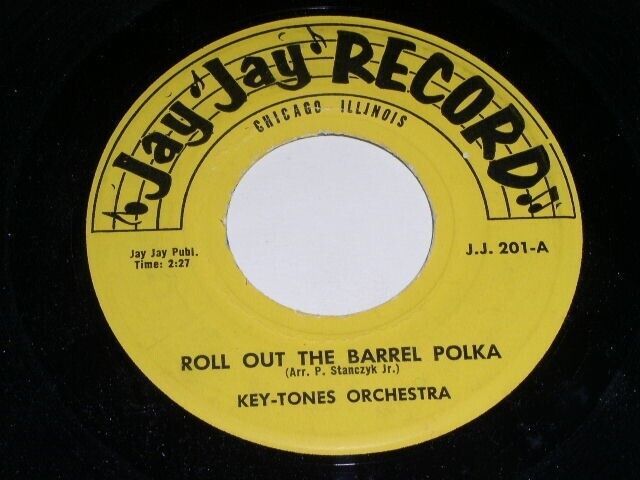 Jay Jay RECORD
CHICAGO ILLINOIS
Jay Jay Publ.
Time: 2:27
J.J. 201-A
ROLL OUT THE BARREL POLKA
(Arr. P. Stanczyk Jr.)
KEY-TONES ORCHESTRA